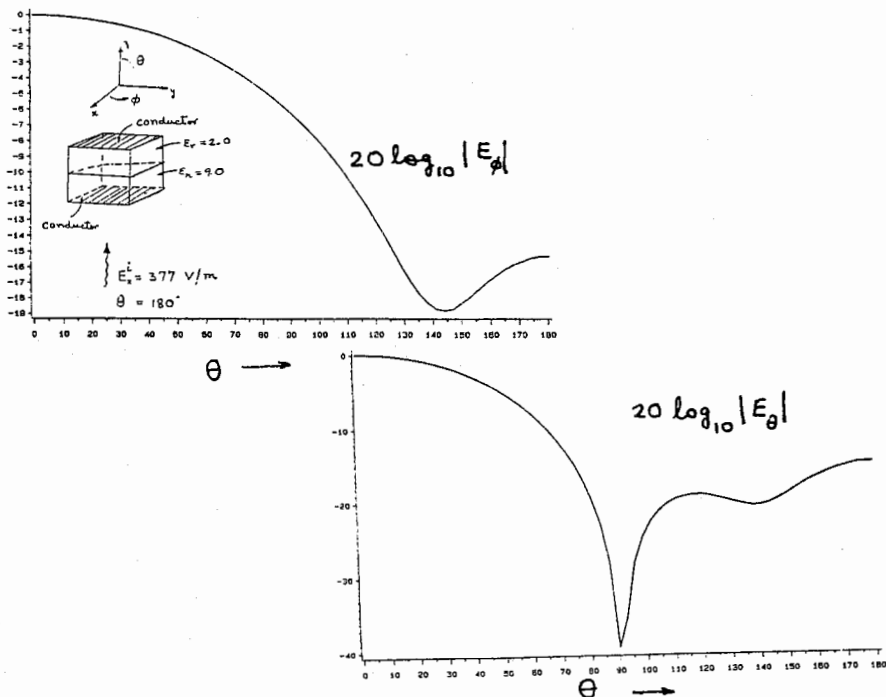 -0
-1
-2
-3
-4
-5
-6
-7
-8
-9
-10
-11
-12
-13
-14
-15
-16
-17
-18
-19
θ
y
x
ϕ
conductor
Er = 2.0
Er = 9.0
conductor
Exⁱ = 377 V/m
θ = 180°
20 log₁₀ |Eϕ|
0 10 20 30 40 50 60 70 80 90 100 110 120 130 140 150 160 170 180
θ →
20 log₁₀ |Eθ|
0
-10
-20
-30
-40
0 10 20 30 40 50 60 70 80 90 100 110 120 130 140 150 160 170 180
θ →